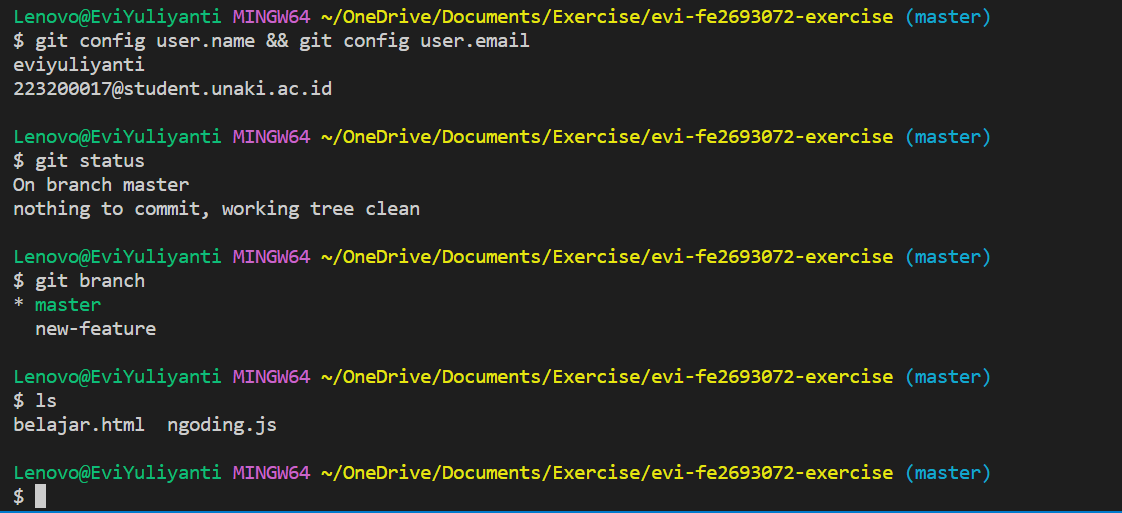 Lenovo@EviYuliyanti MINGW64 ~/OneDrive/Documents/Exercise/evi-fe2693072-exercise (master)
$ git config user.name && git config user.email
eviyuliyanti
223200017@student.unaki.ac.id
Lenovo@EviYuliyanti MINGW64 ~/OneDrive/Documents/Exercise/evi-fe2693072-exercise (master)
$ git status
On branch master
nothing to commit, working tree clean
Lenovo@EviYuliyanti MINGW64 ~/OneDrive/Documents/Exercise/evi-fe2693072-exercise (master)
$ git branch
* master
  new-feature
Lenovo@EviYuliyanti MINGW64 ~/OneDrive/Documents/Exercise/evi-fe2693072-exercise (master)
$ ls
belajar.html  ngoding.js
Lenovo@EviYuliyanti MINGW64 ~/OneDrive/Documents/Exercise/evi-fe2693072-exercise (master)
$